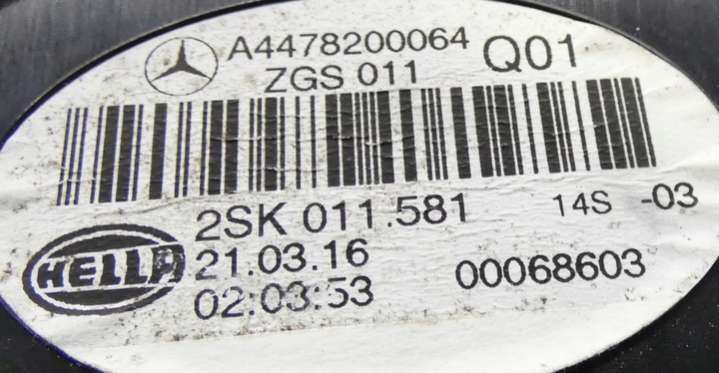 A4478200064 Q01
ZGS 011
2SK 011.581 14S -03
HELLA
21.03.16
02:03:53 00068603